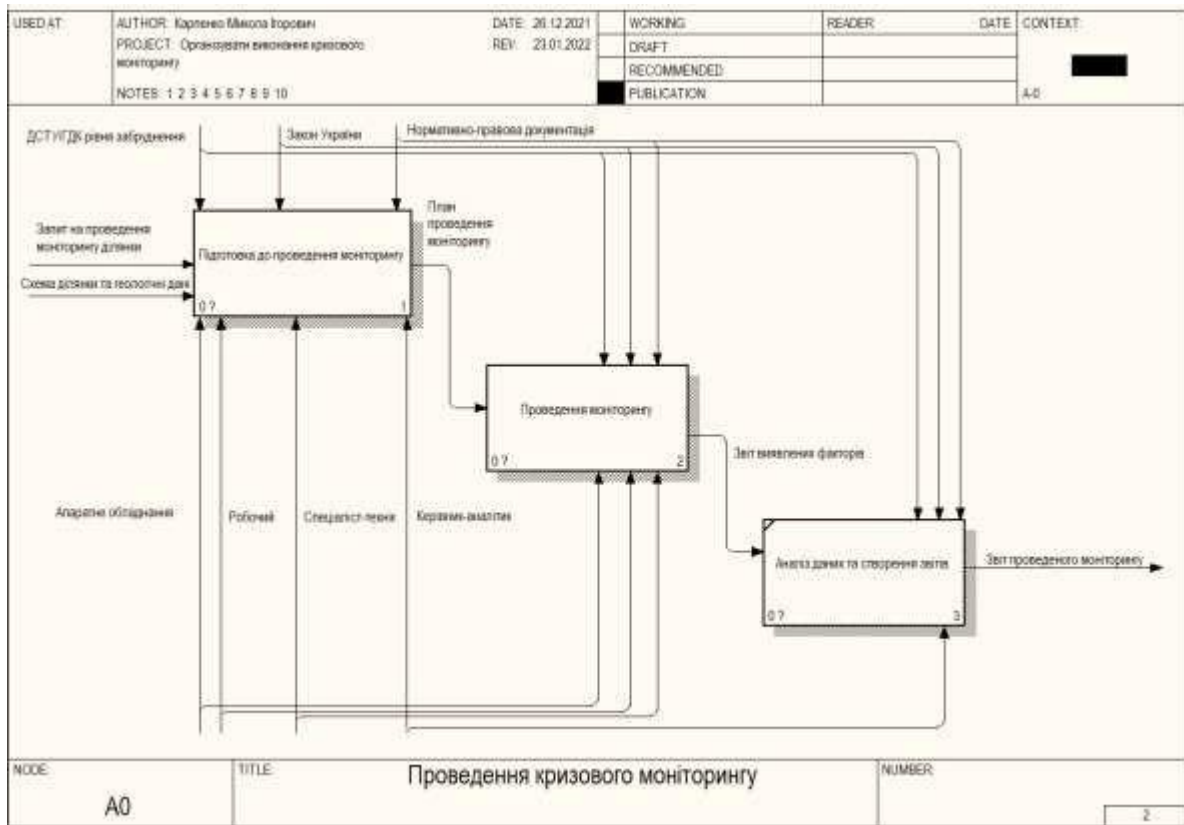 USED AT:
AUTHOR: Карпенко Микола Ігорович
DATE: 26.12.2021
PROJECT: Організувати виконання кризового
моніторингу
REV: 23.01.2022
NOTES: 1 2 3 4 5 6 7 8 9 10
WORKING
DRAFT
RECOMMENDED
PUBLICATION
READER
DATE
CONTEXT:
A-0
ДСТУ/ГДК рівня забруднення
Закон України
Нормативно-правова документація
Запит на проведення
моніторингу ділянки
Схема ділянки та геологічні дані
Підготовка до проведення моніторингу
0 ?
1
План
проведення
моніторингу
Проведення моніторингу
0 ?
2
Звіт виявлення факторів
Апаратне обладнання
Робочий
Спеціаліст-технік
Керівник-аналітик
Аналіз даних та створення звітів
0 ?
3
Звіт проведеного моніторингу
NODE:
A0
TITLE:
Проведення кризового моніторингу
NUMBER:
2